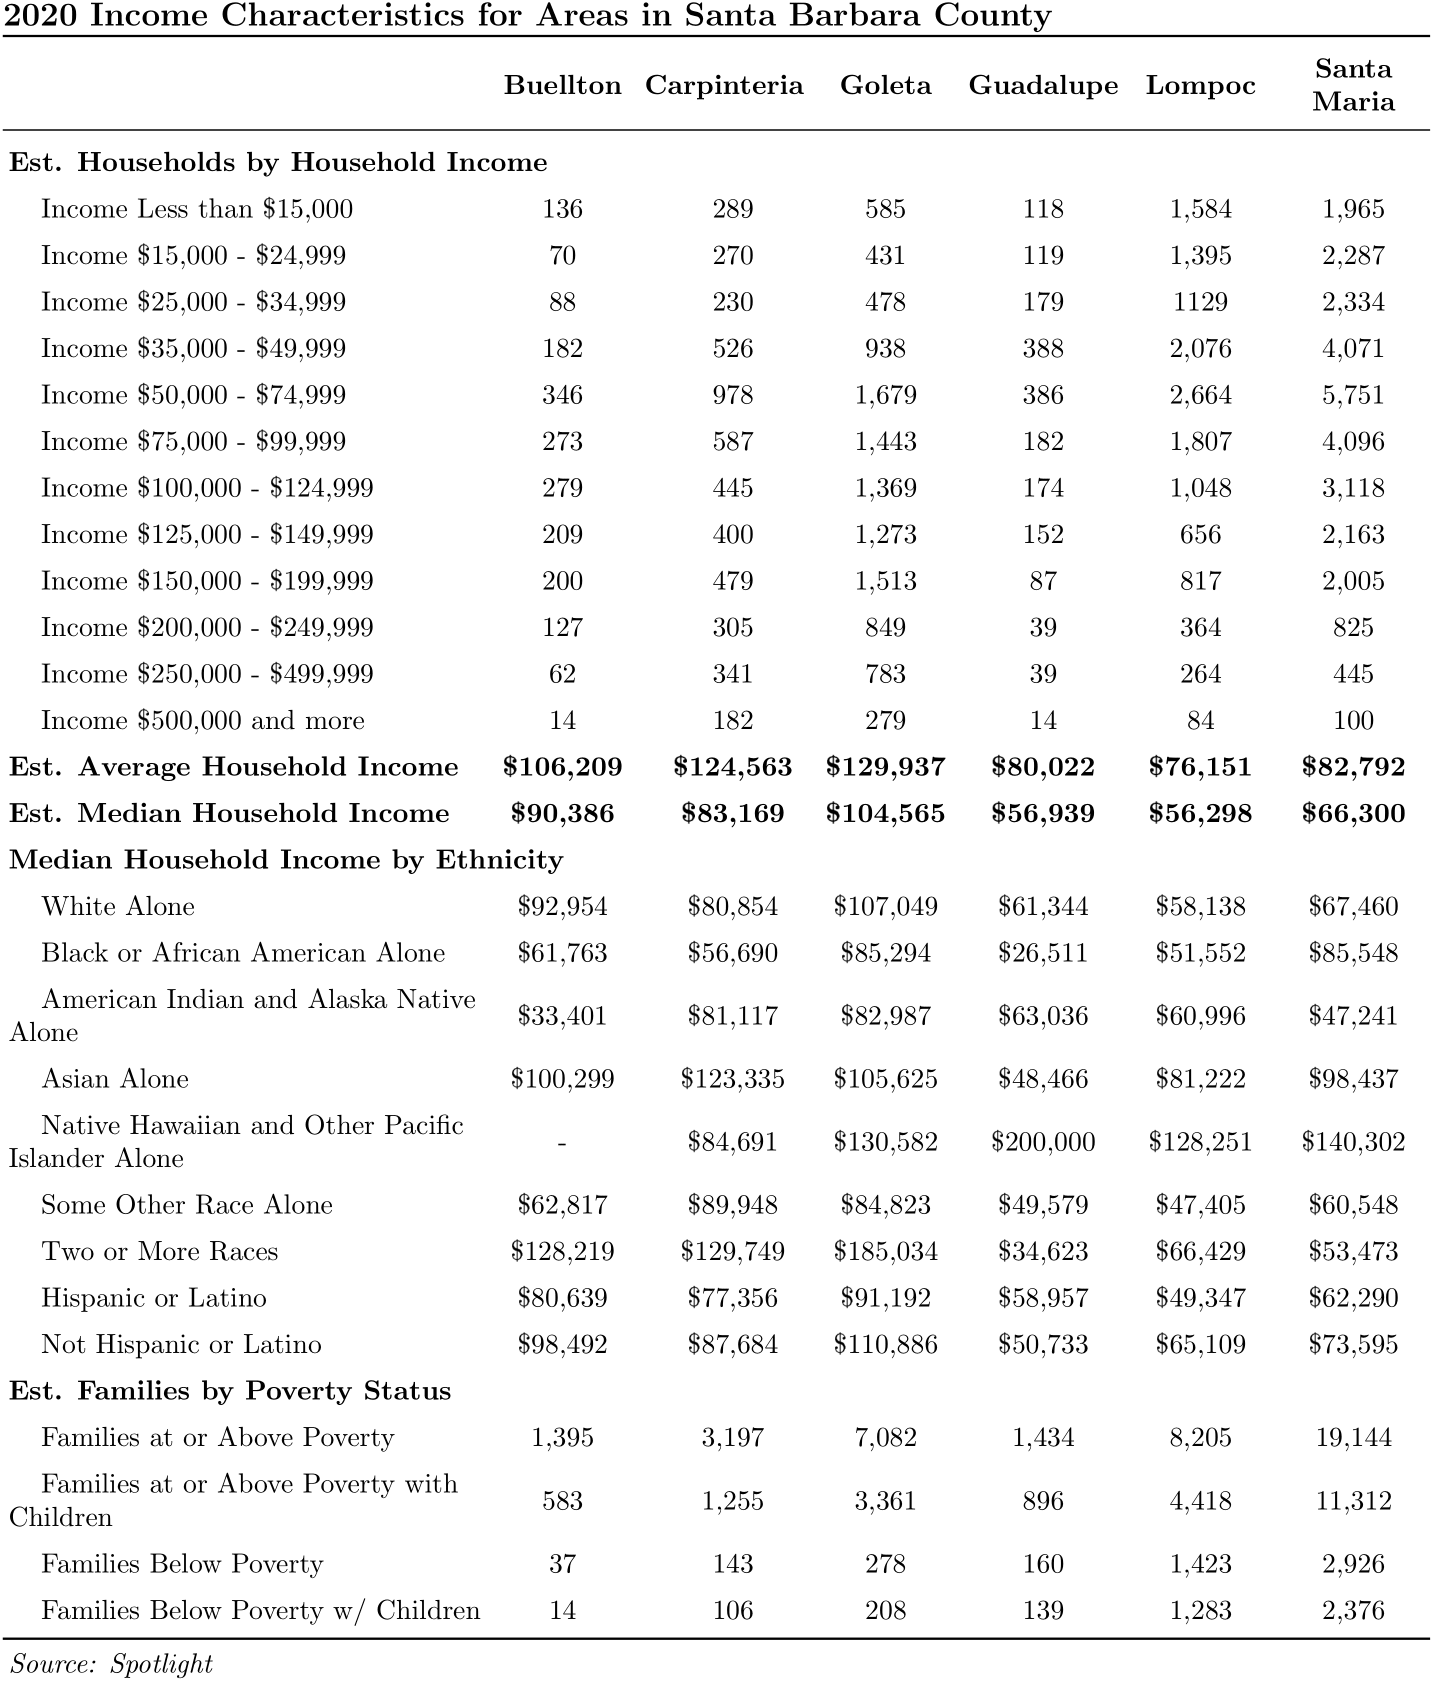 2020 Income Characteristics for Areas in Santa Barbara County
Buellton Carpinteria Goleta Guadalupe Lompoc Santa Maria
Est. Households by Household Income
Income Less than $15,000 136 289 585 118 1,584 1,965
Income $15,000 - $24,999 70 270 431 119 1,395 2,287
Income $25,000 - $34,999 88 230 478 179 1129 2,334
Income $35,000 - $49,999 182 526 938 388 2,076 4,071
Income $50,000 - $74,999 346 978 1,679 386 2,664 5,751
Income $75,000 - $99,999 273 587 1,443 182 1,807 4,096
Income $100,000 - $124,999 279 445 1,369 174 1,048 3,118
Income $125,000 - $149,999 209 400 1,273 152 656 2,163
Income $150,000 - $199,999 200 479 1,513 87 817 2,005
Income $200,000 - $249,999 127 305 849 39 364 825
Income $250,000 - $499,999 62 341 783 39 264 445
Income $500,000 and more 14 182 279 14 84 100
Est. Average Household Income $106,209 $124,563 $129,937 $80,022 $76,151 $82,792
Est. Median Household Income $90,386 $83,169 $104,565 $56,939 $56,298 $66,300
Median Household Income by Ethnicity
White Alone $92,954 $80,854 $107,049 $61,344 $58,138 $67,460
Black or African American Alone $61,763 $56,690 $85,294 $26,511 $51,552 $85,548
American Indian and Alaska Native
Alone $33,401 $81,117 $82,987 $63,036 $60,996 $47,241
Asian Alone $100,299 $123,335 $105,625 $48,466 $81,222 $98,437
Native Hawaiian and Other Pacific
Islander Alone - $84,691 $130,582 $200,000 $128,251 $140,302
Some Other Race Alone $62,817 $89,948 $84,823 $49,579 $47,405 $60,548
Two or More Races $128,219 $129,749 $185,034 $34,623 $66,429 $53,473
Hispanic or Latino $80,639 $77,356 $91,192 $58,957 $49,347 $62,290
Not Hispanic or Latino $98,492 $87,684 $110,886 $50,733 $65,109 $73,595
Est. Families by Poverty Status
Families at or Above Poverty 1,395 3,197 7,082 1,434 8,205 19,144
Families at or Above Poverty with
Children 583 1,255 3,361 896 4,418 11,312
Families Below Poverty 37 143 278 160 1,423 2,926
Families Below Poverty w/ Children 14 106 208 139 1,283 2,376
Source: Spotlight